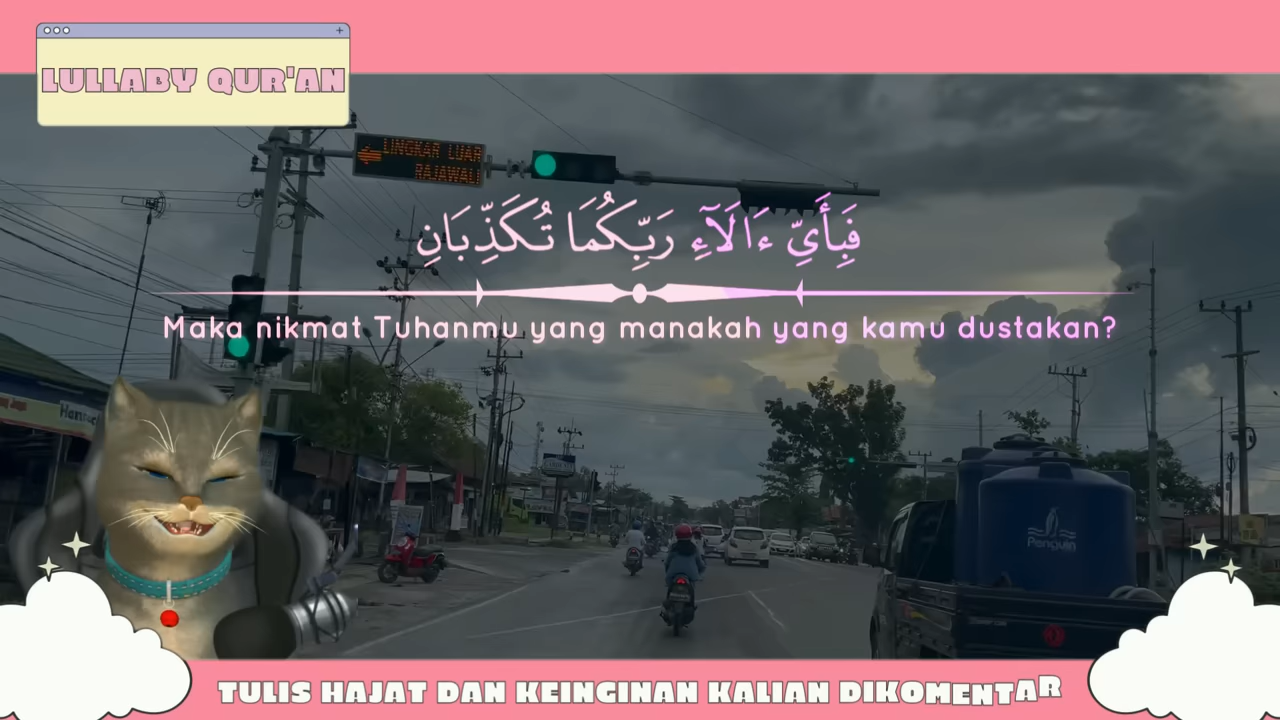 LULLABY QUR'AN
LINGKAR LUAR
RAJAWALI
فَبِأَيِّ ءَالَآءِ رَبِّكُمَا تُكَذِّبَانِ
Maka nikmat Tuhanmu yang manakah yang kamu dustakan?
Penguin
TULIS HAJAT DAN KEINGINAN KALIAN DIKOMENTAR